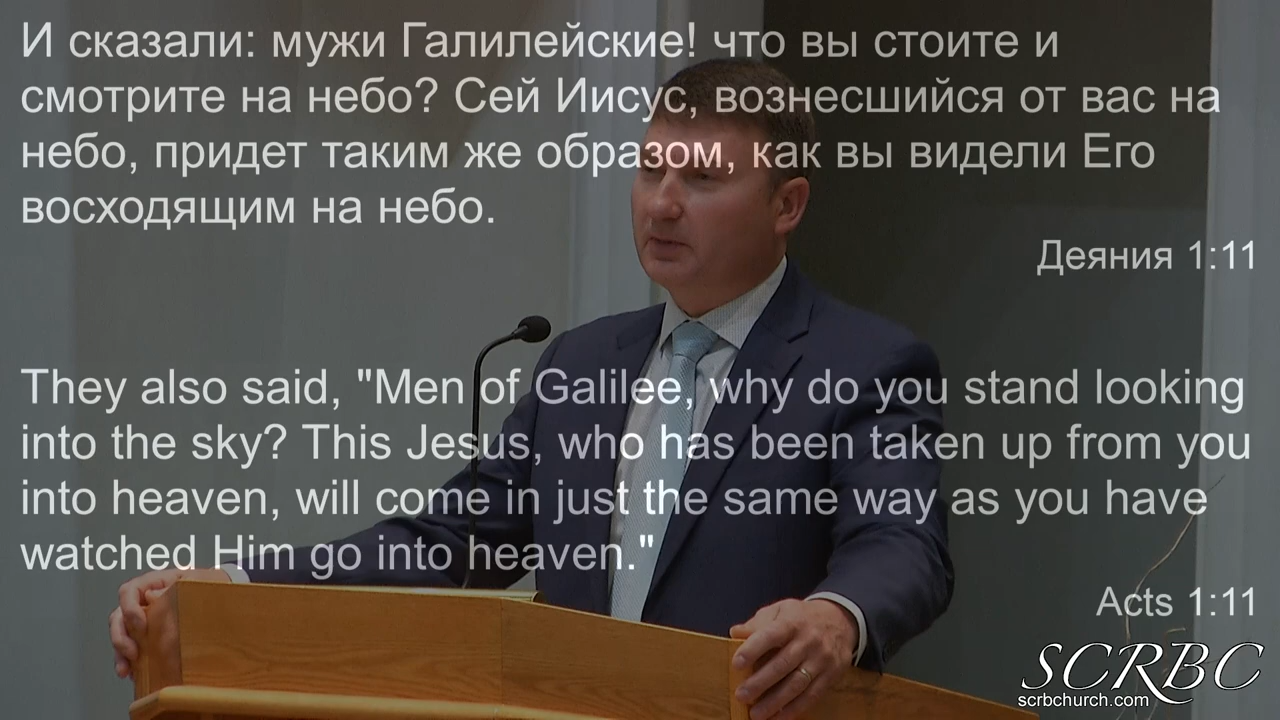 И сказали: мужи Галилейские! что вы стоите и
смотрите на небо? Сей Иисус, вознесшийся от вас на
небо, придет таким же образом, как вы видели Его
восходящим на небо.
Деяния 1:11
They also said, "Men of Galilee, why do you stand looking
into the sky? This Jesus, who has been taken up from you
into heaven, will come in just the same way as you have
watched Him go into heaven."
Acts 1:11
SCRBC
scrbchurch.com